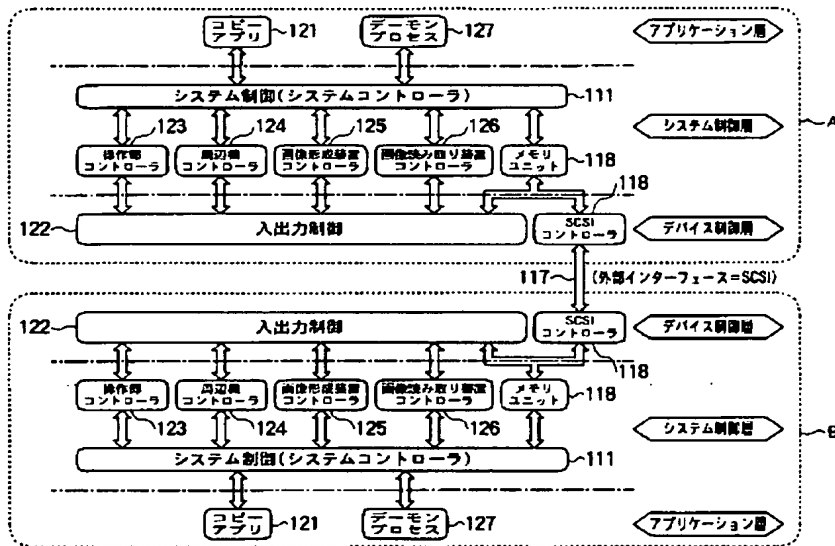 コピー
アプリ
121
デーモン
プロセス
127
アプリケーション層
システム制御(システムコントローラ)
111
A
123
124
125
126
システム制御層
操作部
コントローラ
周辺機
コントローラ
画像形成装置
コントローラ
画像読み取り装置
コントローラ
メモリ
ユニット
118
118
122
入出力制御
SCSI
コントローラ
デバイス制御層
117
(外部インターフェース=SCSI)
122
入出力制御
SCSI
コントローラ
デバイス制御層
118
操作部
コントローラ
周辺機
コントローラ
画像形成装置
コントローラ
画像読み取り装置
コントローラ
メモリ
ユニット
118
123
124
125
126
システム制御層
B
システム制御(システムコントローラ)
111
コピー
アプリ
121
デーモン
プロセス
127
アプリケーション層